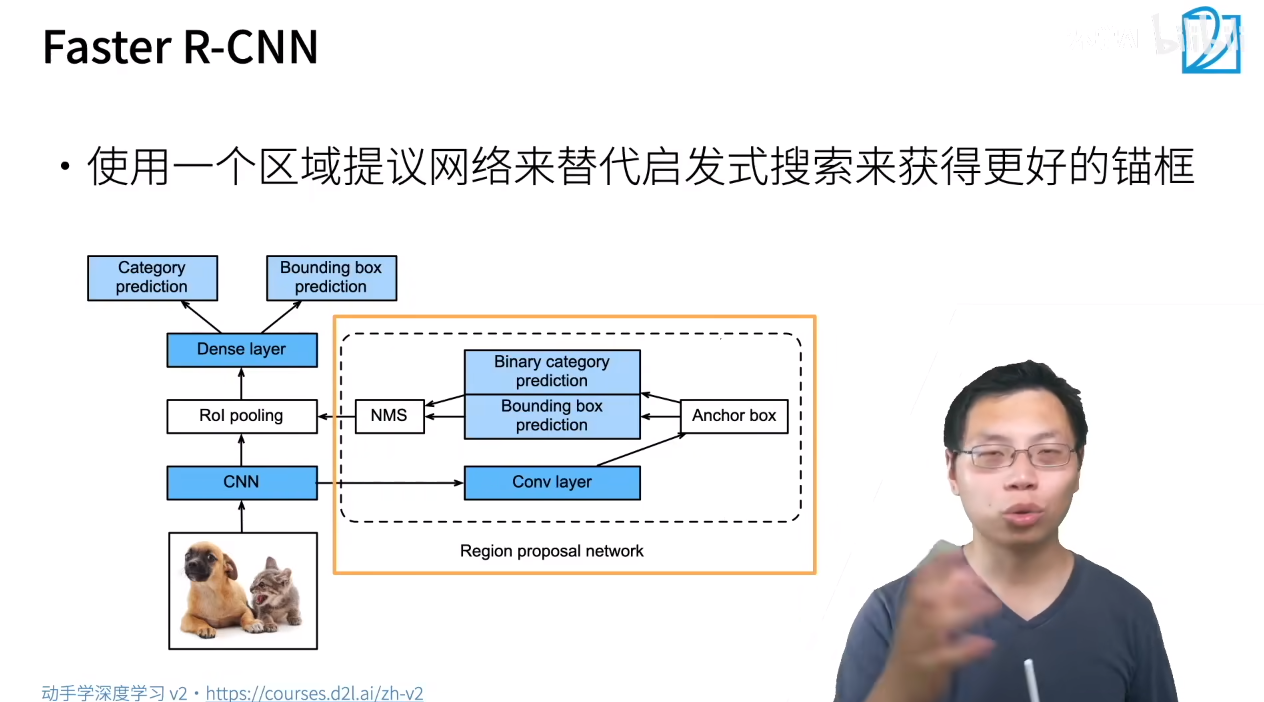 Faster R-CNN
• 使用一个区域提议网络来替代启发式搜索来获得更好的锚框
Category
prediction
Bounding box
prediction
Dense layer
RoI pooling
CNN
NMS
Binary category
prediction
Bounding box
prediction
Anchor box
Conv layer
Region proposal network
动手学深度学习 v2 • https://courses.d2l.ai/zh-v2